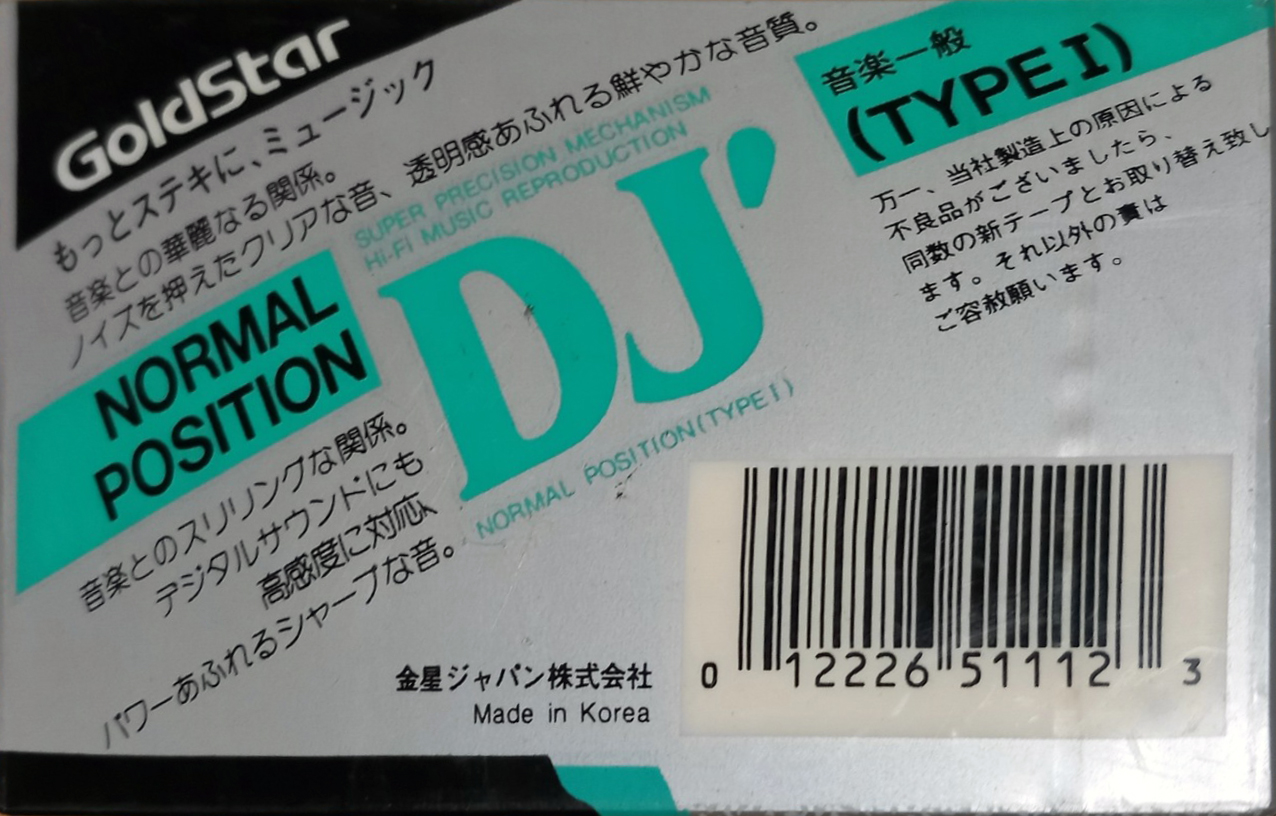 GoldStar
もっとステキに、ミュージック
音楽との華麗なる関係。
ノイズを押えたクリアな音、透明感あふれる鮮やかな音質。
SUPER PRECISION MECHANISM
Hi-Fi MUSIC REPRODUCTION
NORMAL
POSITION
DJ'
NORMAL POSITION(TYPE I)
音楽とのスリリングな関係。
デジタルサウンドにも
高感度に対応、
パワーあふれるシャープな音。
音楽一般
(TYPE I)
万一、当社製造上の原因による
不良品がございましたら、
同数の新テープとお取り替え致し
ます。それ以外の責は
ご容赦願います。
金星ジャパン株式会社
Made in Korea
0 12226 51112 3